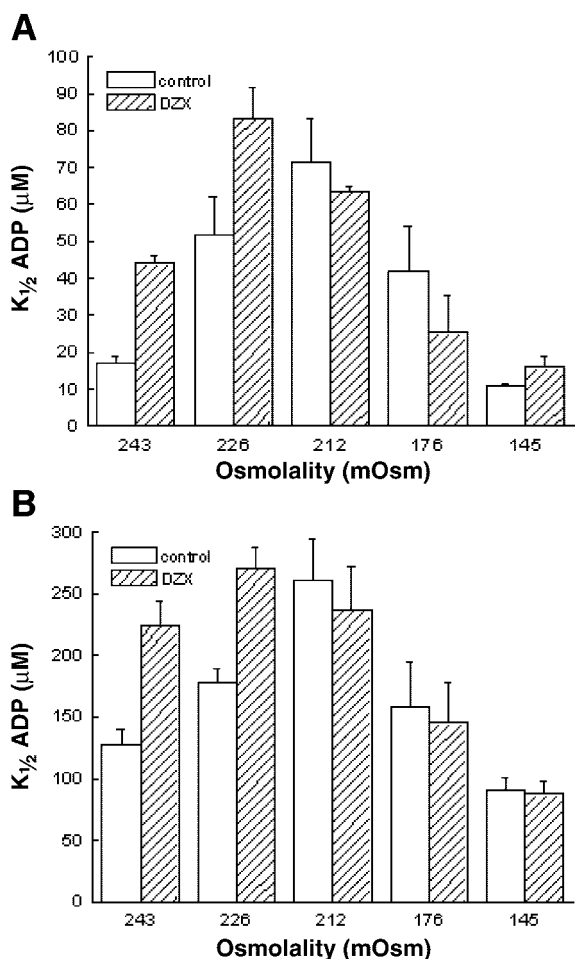 A
100
90
80
70
60
50
40
30
20
10
0
K½ ADP (µM)
control
DZX
243 226 212 176 145
Osmolality (mOsm)
B
300
250
200
150
100
50
0
K½ ADP (µM)
control
DZX
243 226 212 176 145
Osmolality (mOsm)